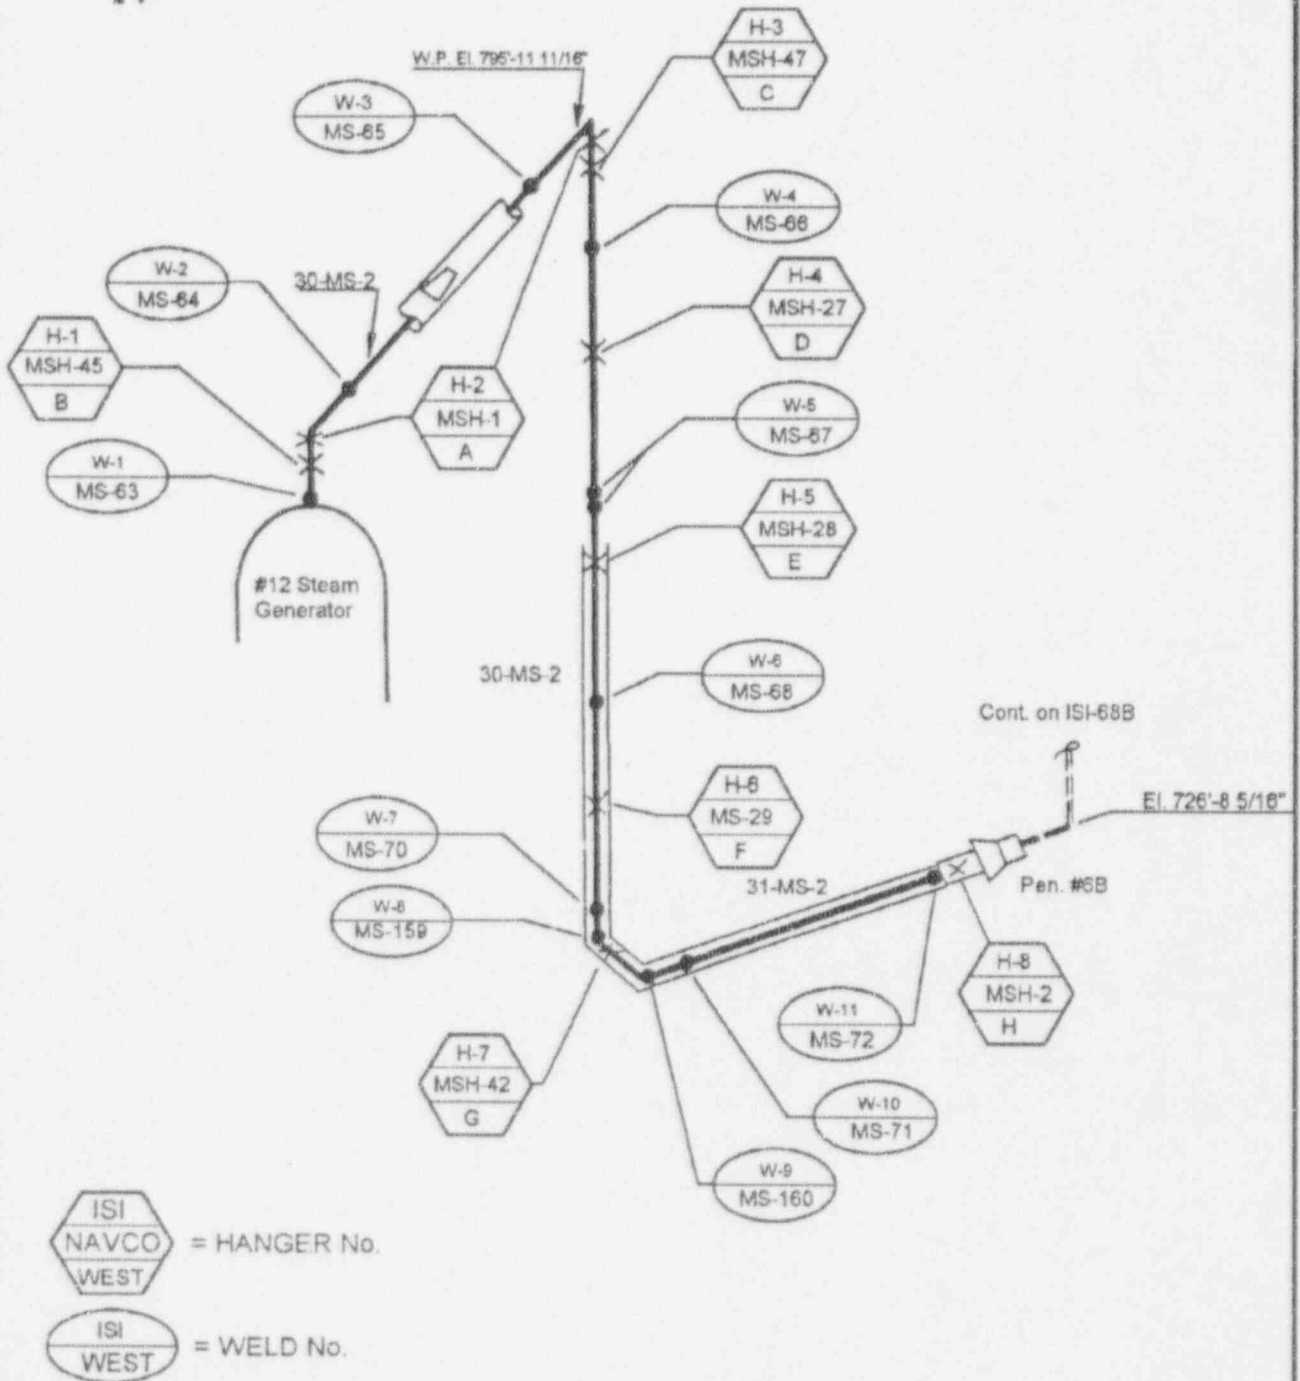 H-3
MSH-47
C
W.P. El. 795'-11 11/16"
W-3
MS-65
W-4
MS-66
W-2
MS-64
30-MS-2
H-4
MSH-27
D
H-1
MSH-45
B
H-2
MSH-1
A
W-5
MS-67
W-1
MS-63
H-5
MSH-28
E
#12 Steam
Generator
30-MS-2
W-6
MS-68
Cont. on ISI-68B
H-6
MS-29
F
El. 726'-8 5/16"
W-7
MS-70
31-MS-2
Pen. #6B
W-8
MS-159
H-8
MSH-2
H
W-11
MS-72
H-7
MSH-42
G
W-10
MS-71
W-9
MS-160
ISI
NAVCO
WEST
= HANGER No.
ISI
WEST
= WELD No.